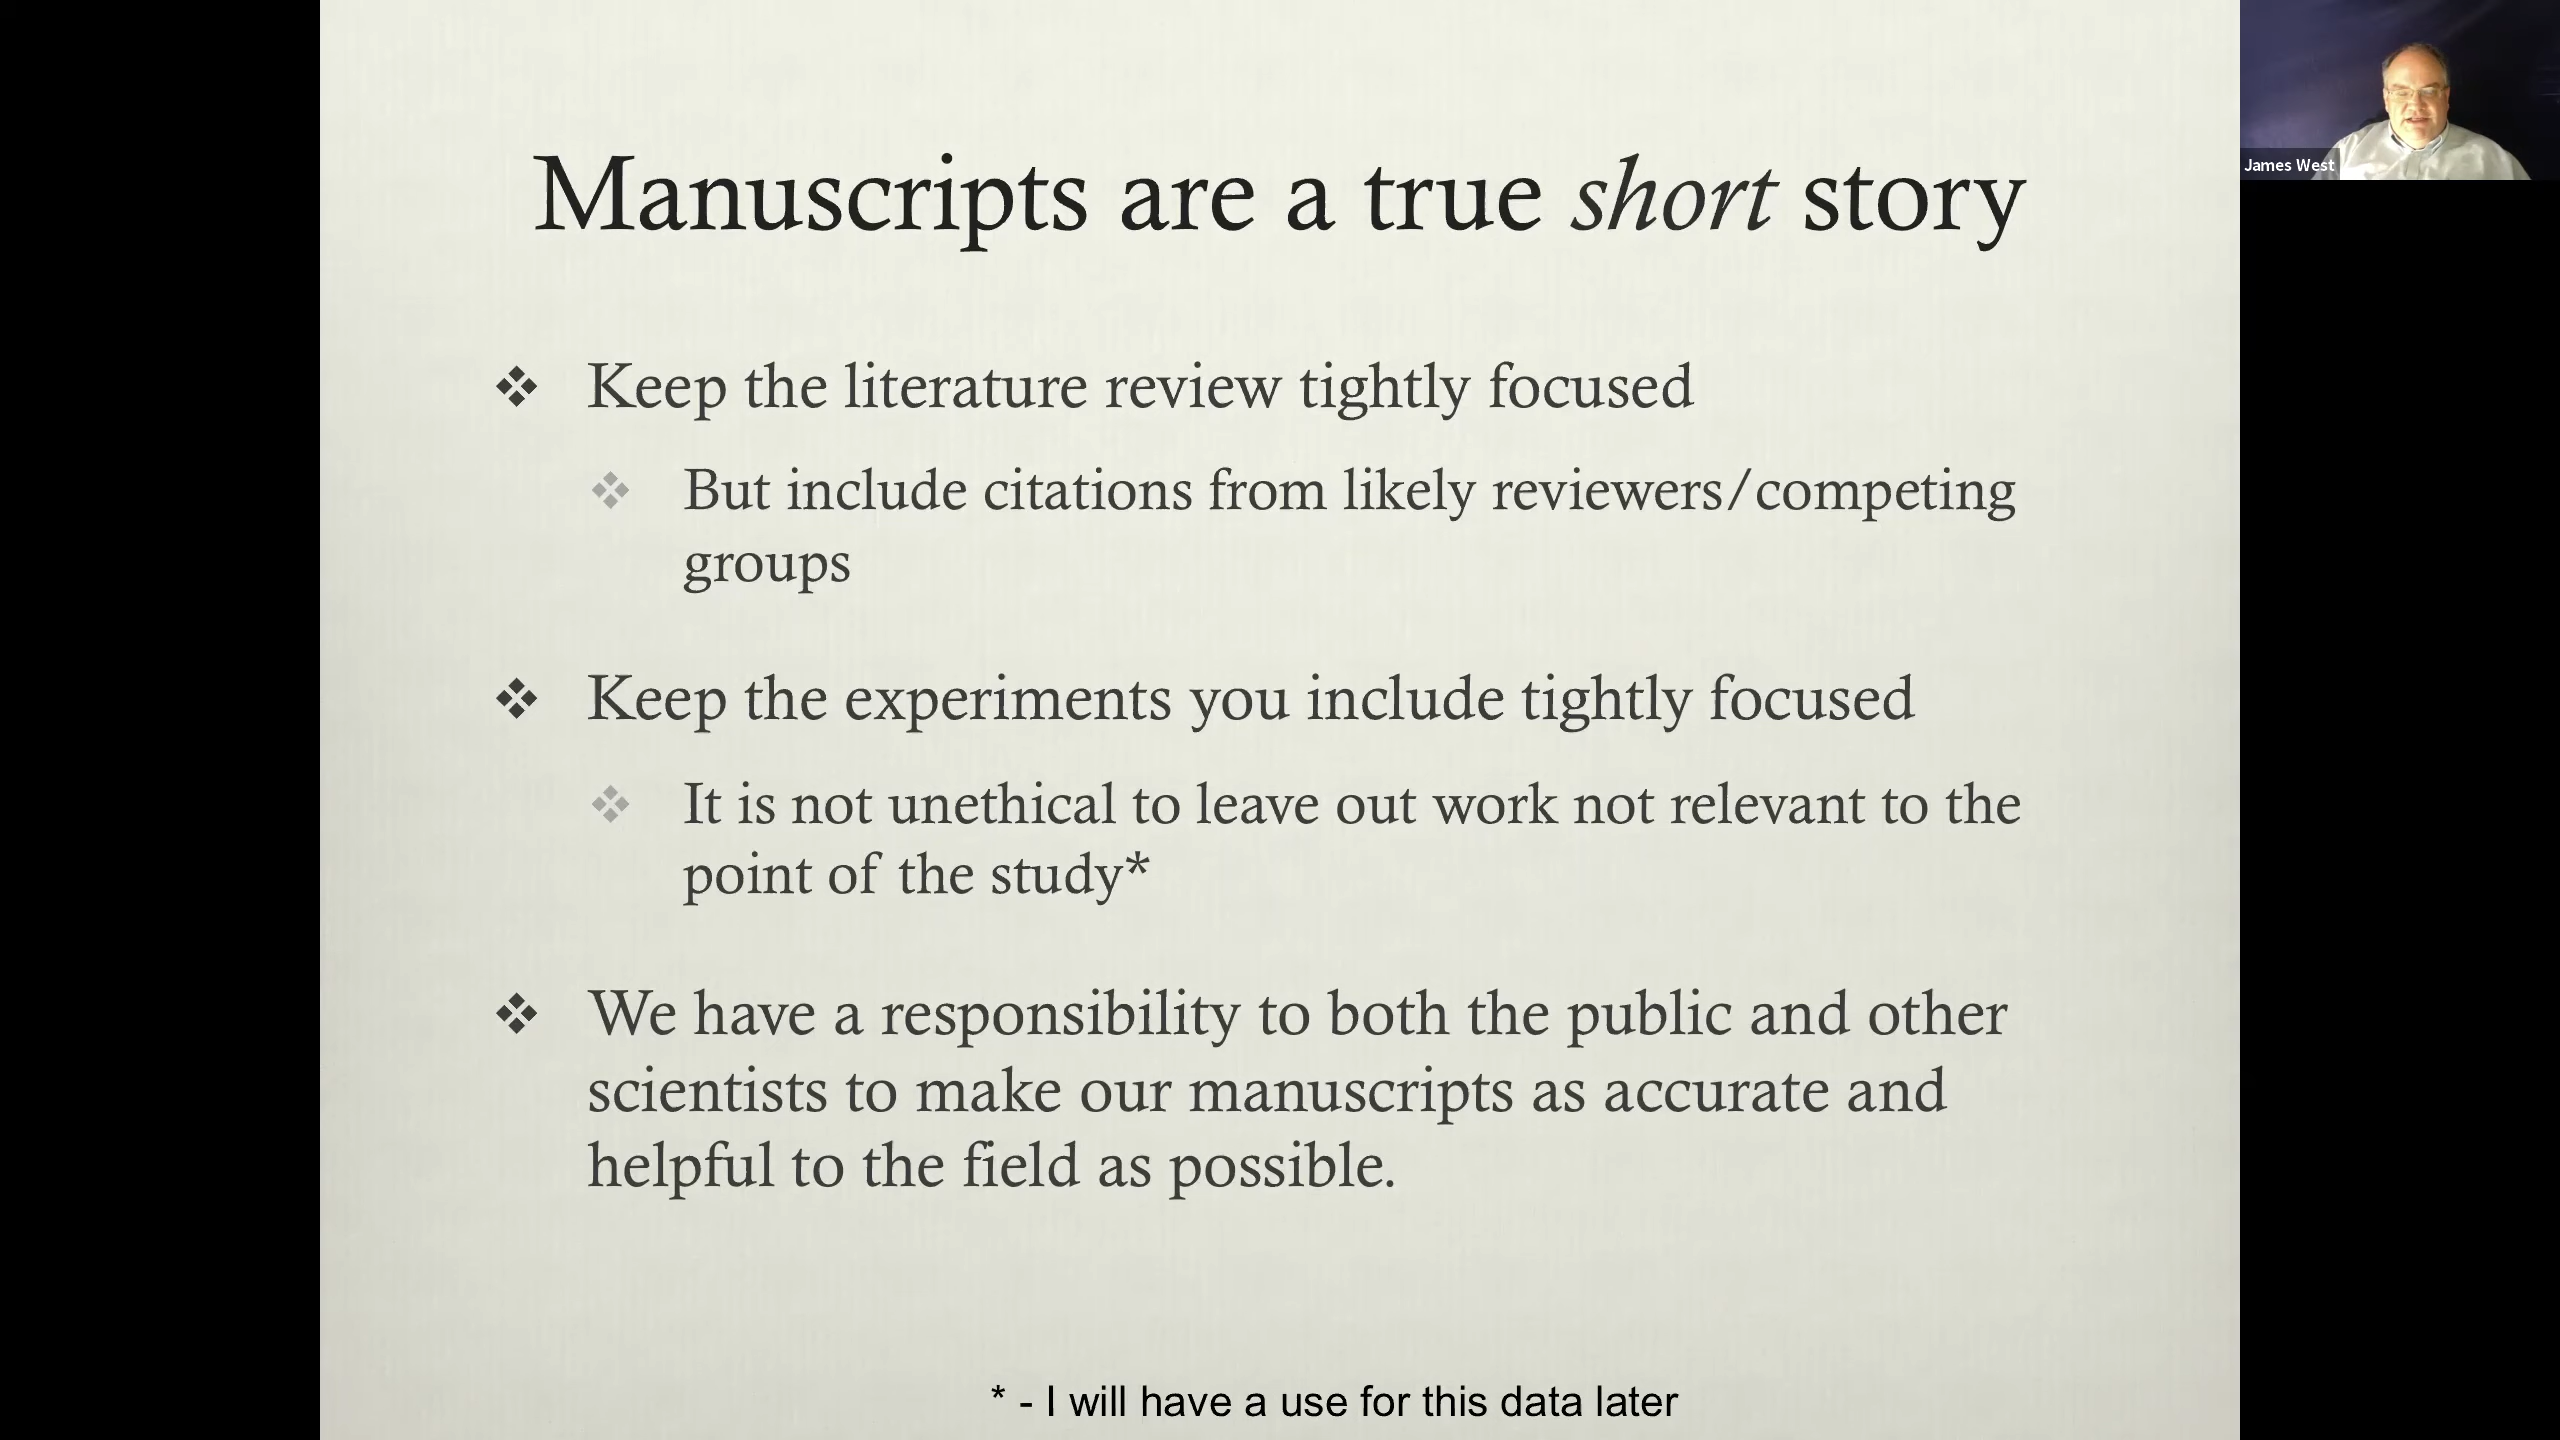 Manuscripts are a true short story
Keep the literature review tightly focused
But include citations from likely reviewers/competing
groups
Keep the experiments you include tightly focused
It is not unethical to leave out work not relevant to the
point of the study*
We have a responsibility to both the public and other
scientists to make our manuscripts as accurate and
helpful to the field as possible.
* - I will have a use for this data later
James West